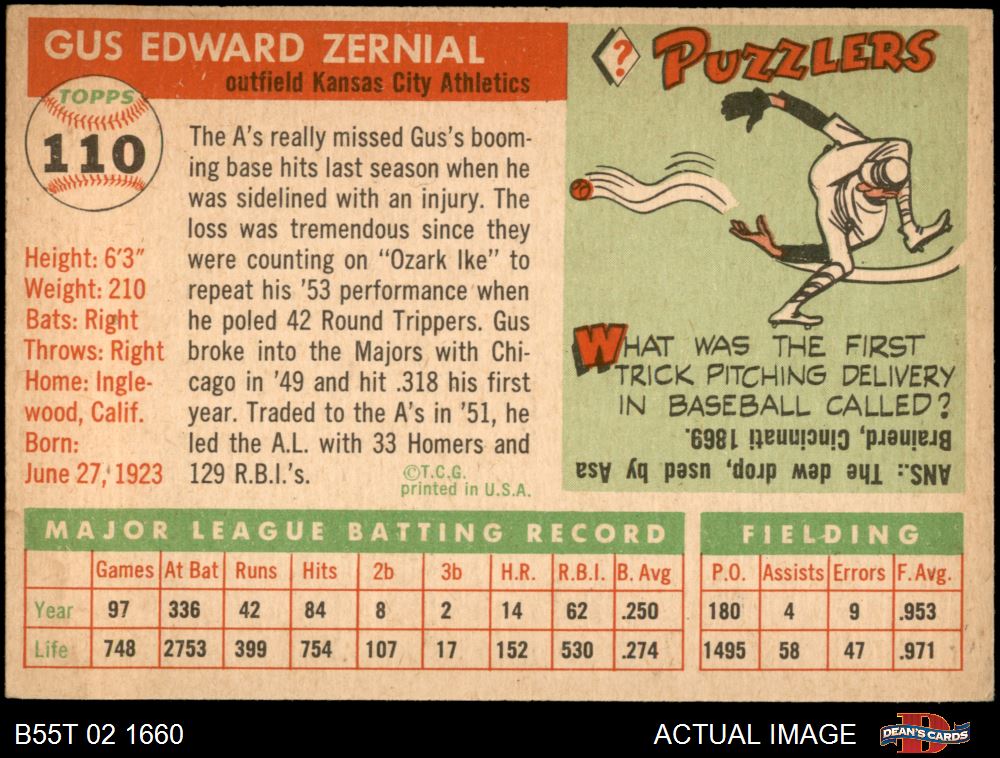 GUS EDWARD ZERNIAL
outfield Kansas City Athletics
TOPPS
110
The A's really missed Gus's boom-
ing base hits last season when he
was sidelined with an injury. The
loss was tremendous since they
were counting on "Ozark Ike" to
repeat his '53 performance when
he poled 42 Round Trippers. Gus
broke into the Majors with Chi-
cago in '49 and hit .318 his first
year. Traded to the A's in '51, he
led the A.L. with 33 Homers and
129 R.B.I.'s.
©T.C.G.
printed in U.S.A.
Height: 6'3"
Weight: 210
Bats: Right
Throws: Right
Home: Ingle-
wood, Calif.
Born:
June 27, 1923
?
PUZZLERS
WHAT WAS THE FIRST
TRICK PITCHING DELIVERY
IN BASEBALL CALLED?
ANS.: The dew drop, used by Asa
Brainerd, Cincinnati 1869.
MAJOR LEAGUE BATTING RECORD
Games At Bat Runs Hits 2b 3b H.R. R.B.I. B. Avg
Year 97 336 42 84 8 2 14 62 .250
Life 748 2753 399 754 107 17 152 530 .274
FIELDING
P.O. Assists Errors F. Avg.
180 4 9 .953
1495 58 47 .971
B55T 02 1660
ACTUAL IMAGE
DEAN'S CARDS